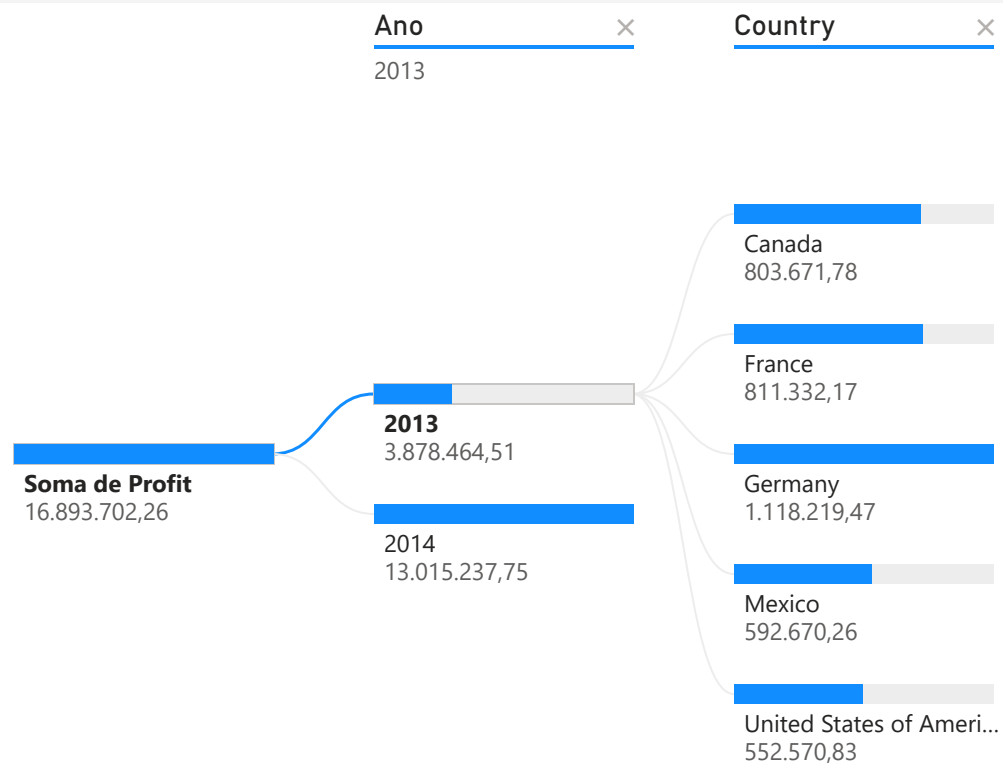 Ano
Country
2013
Canada
803.671,78
France
811.332,17
2013
3.878.464,51
Soma de Profit
16.893.702,26
Germany
1.118.219,47
2014
13.015.237,75
Mexico
592.670,26
United States of Ameri...
552.570,83